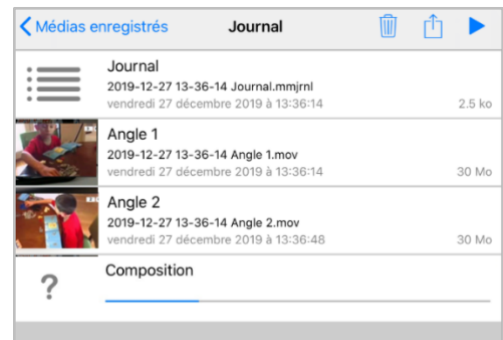 Médias enregistrés Journal
Journal
2019-12-27 13-36-14 Journal.mmjrnl
vendredi 27 décembre 2019 à 13:36:14 2.5 ko
Angle 1
2019-12-27 13-36-14 Angle 1.mov
vendredi 27 décembre 2019 à 13:36:14 30 Mo
Angle 2
2019-12-27 13-36-14 Angle 2.mov
vendredi 27 décembre 2019 à 13:36:48 30 Mo
? Composition